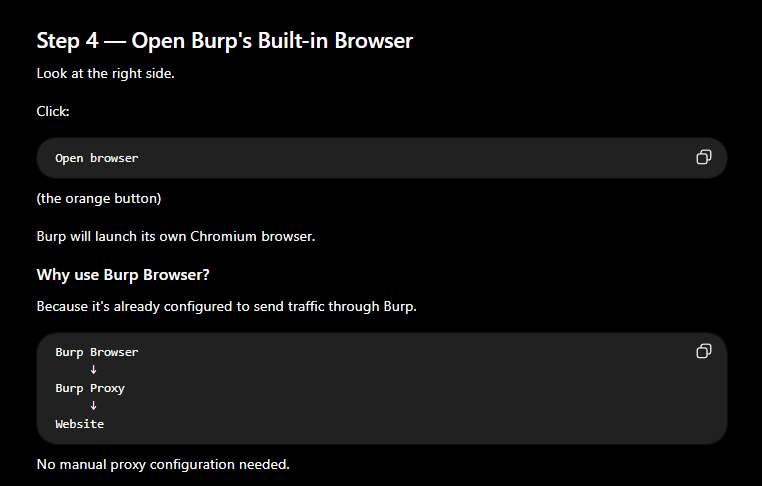 Step 4 — Open Burp's Built-in Browser
Look at the right side.
Click:
Open browser
(the orange button)
Burp will launch its own Chromium browser.
Why use Burp Browser?
Because it's already configured to send traffic through Burp.
Burp Browser
↓
Burp Proxy
↓
Website
No manual proxy configuration needed.